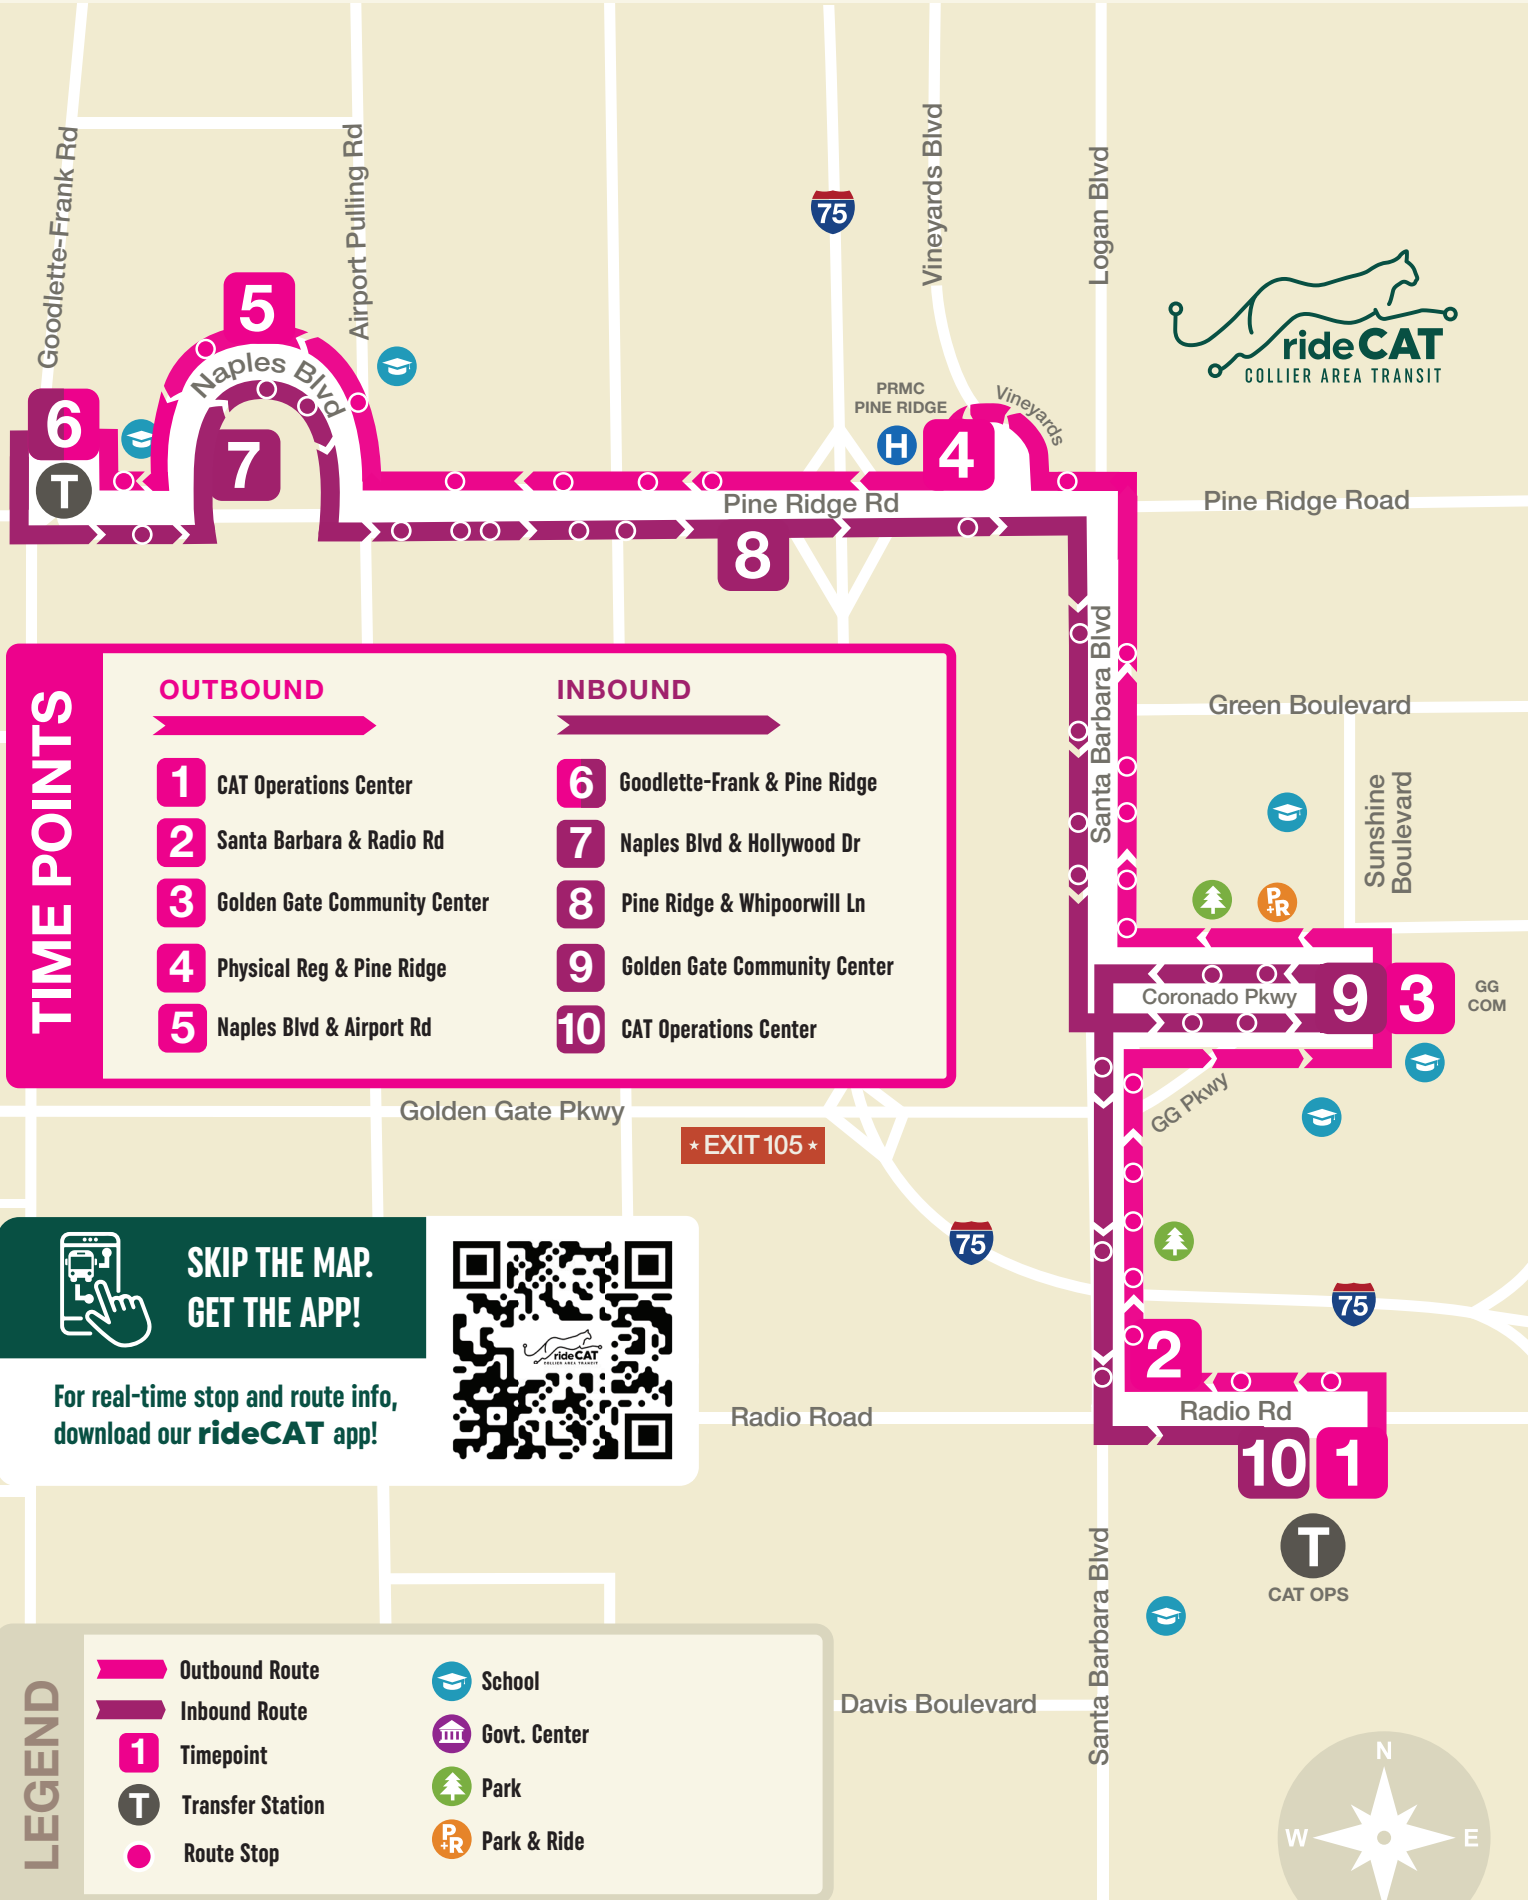 Goodlette-Frank Rd
Airport Pulling Rd
75
Vineyards Blvd
Logan Blvd
rideCAT
COLLIER AREA TRANSIT
5
Naples Blvd
6
T
7
PRMC
PINE RIDGE
H
4
Vineyards
Pine Ridge Rd
Pine Ridge Road
8
Santa Barbara Blvd
Green Boulevard
Sunshine
Boulevard
P+R
TIME POINTS
OUTBOUND
1 CAT Operations Center
2 Santa Barbara & Radio Rd
3 Golden Gate Community Center
4 Physical Reg & Pine Ridge
5 Naples Blvd & Airport Rd
INBOUND
6 Goodlette-Frank & Pine Ridge
7 Naples Blvd & Hollywood Dr
8 Pine Ridge & Whipoorwill Ln
9 Golden Gate Community Center
10 CAT Operations Center
Coronado Pkwy
9
3
GG
COM
GG Pkwy
Golden Gate Pkwy
EXIT 105
75
75
SKIP THE MAP.
GET THE APP!
For real-time stop and route info,
download our rideCAT app!
rideCAT
COLLIER AREA TRANSIT
2
Radio Road
Radio Rd
10
1
T
CAT OPS
Santa Barbara Blvd
Davis Boulevard
LEGEND
Outbound Route
Inbound Route
1 Timepoint
T Transfer Station
Route Stop
School
Govt. Center
Park
P+R Park & Ride
N
W
E